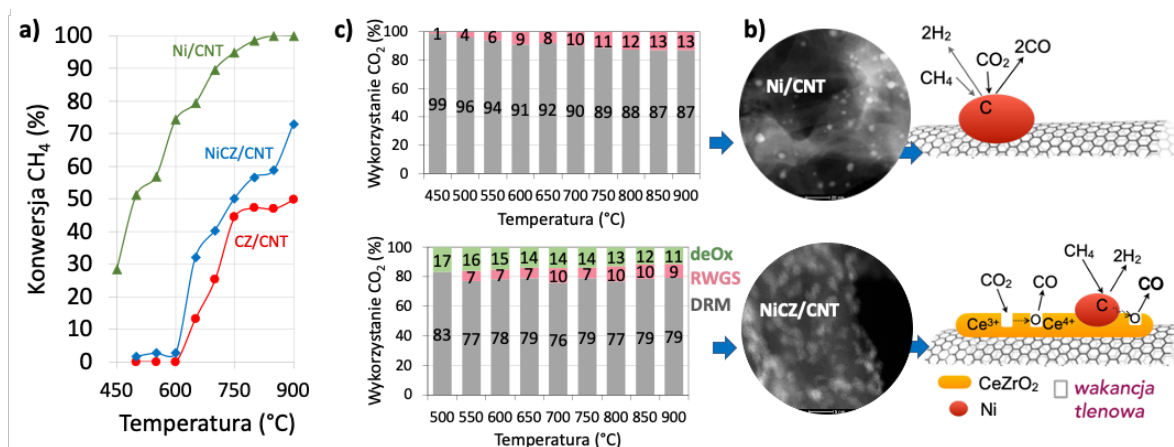 a)
Konwersja CH₄ (%)
100
90
80
70
60
50
40
30
20
10
0
Ni/CNT
NiCZ/CNT
CZ/CNT
450 600 750 900
Temperatura (°C)
c)
Wykorzystanie CO₂ (%)
100
80
60
40
20
0
1 4 6 9 8 10 11 12 13 13
99 96 94 91 92 90 89 88 87 87
450 500 550 600 650 700 750 800 850 900
Temperatura (°C)
Wykorzystanie CO₂ (%)
100
80
60
40
20
0
17 16 15 14 14 14 13 12 11
7 7 7 10 7 10 10 9
83 77 78 79 76 79 77 79 79
500 550 600 650 700 750 800 850 900
Temperatura (°C)
deOx
RWGS
DRM
b)
Ni/CNT
2H₂
CO₂
2CO
CH₄
C
NiCZ/CNT
CH₄
2H₂
CO₂
CO
CO
Ce³⁺
O
Ce⁴⁺
C
O
CeZrO₂
Ni
wakancja
tlenowa